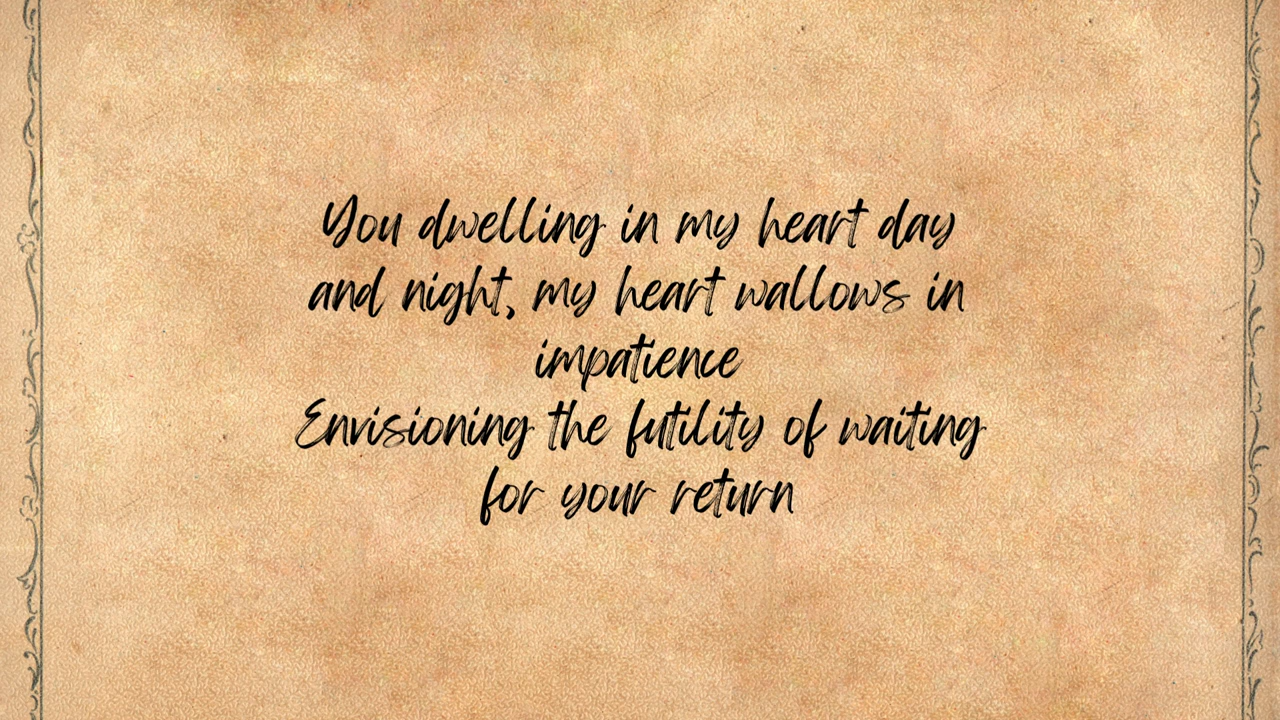 You dwelling in my heart day
and night, my heart wallows in
impatience
Envisioning the futility of waiting
for your return